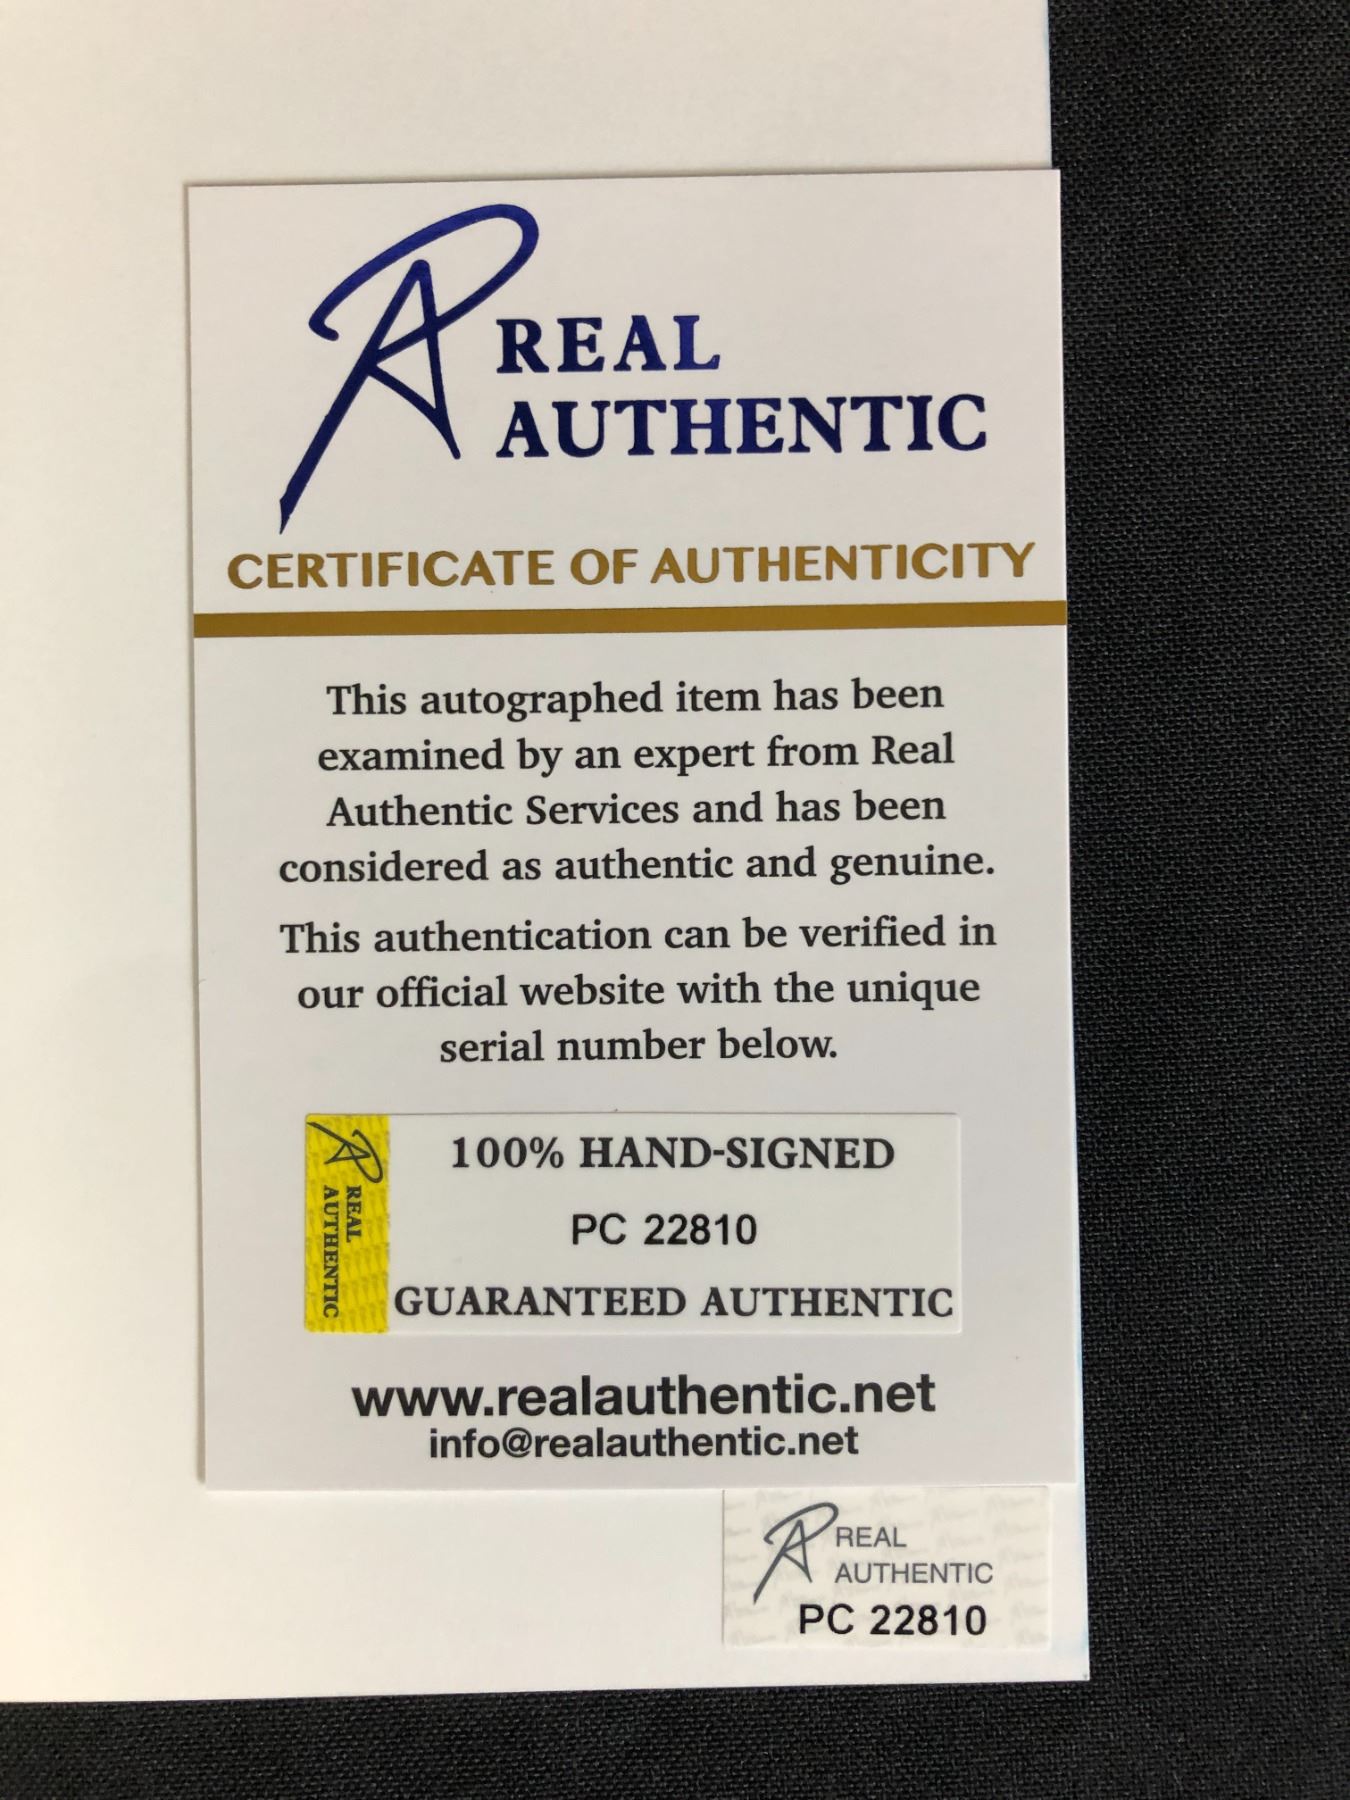 REAL
AUTHENTIC
CERTIFICATE OF AUTHENTICITY
This autographed item has been
examined by an expert from Real
Authentic Services and has been
considered as authentic and genuine.
This authentication can be verified in
our official website with the unique
serial number below.
REAL
AUTHENTIC
100% HAND-SIGNED
PC 22810
GUARANTEED AUTHENTIC
www.realauthentic.net
info@realauthentic.net
REAL
AUTHENTIC
PC 22810